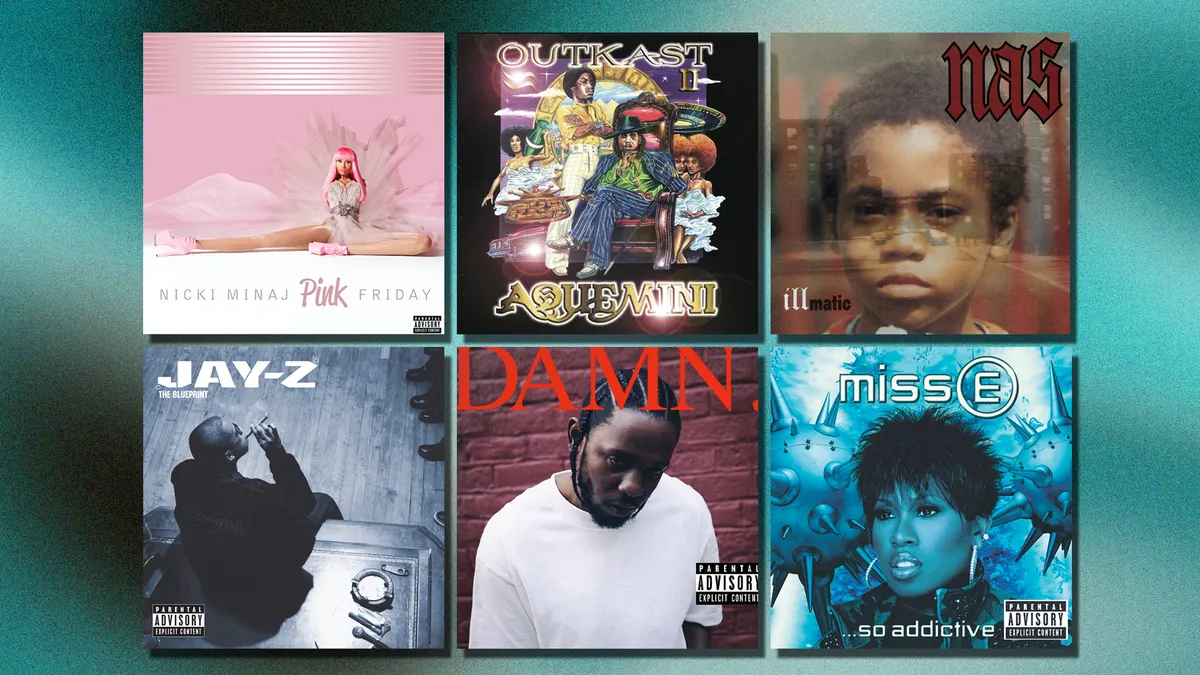 NICKI MINAJ Pink FRIDAY
PARENTAL
ADVISORY
EXPLICIT CONTENT
OUTKAST
II
AQUEMINI
nas
illmatic
JAY-Z
THE BLUEPRINT
PARENTAL
ADVISORY
EXPLICIT CONTENT
DAMN.
PARENTAL
ADVISORY
EXPLICIT CONTENT
miss E
...so addictive
PARENTAL
ADVISORY
EXPLICIT CONTENT